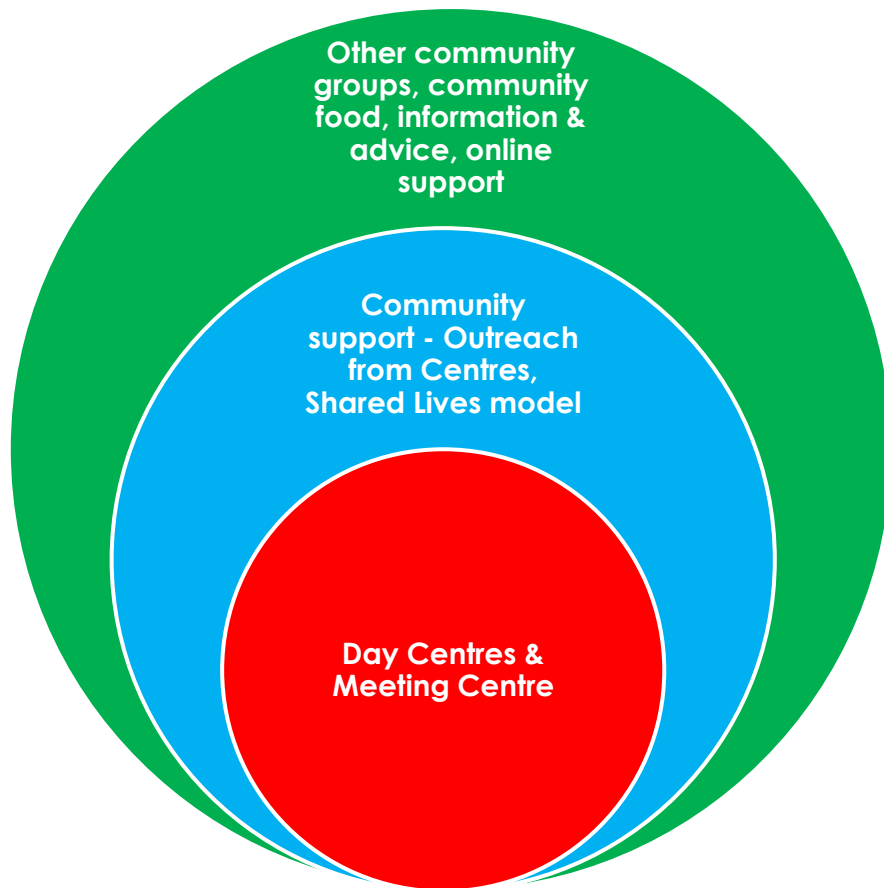 Other community
groups, community
food, information &
advice, online
support
Community
support - Outreach
from Centres,
Shared Lives model
Day Centres &
Meeting Centre